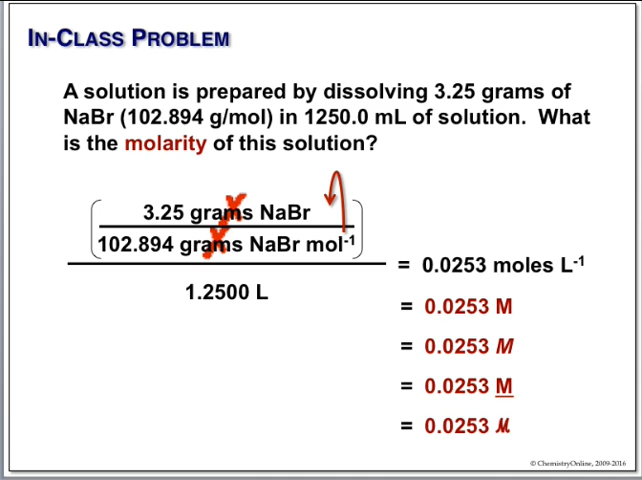 IN-CLASS PROBLEM
A solution is prepared by dissolving 3.25 grams of
NaBr (102.894 g/mol) in 1250.0 mL of solution. What
is the molarity of this solution?
3.25 grams NaBr
102.894 grams NaBr mol⁻¹
1.2500 L
= 0.0253 moles L⁻¹
= 0.0253 M
= 0.0253 M
= 0.0253 M
= 0.0253 M
© ChemistryOnline, 2009-2016